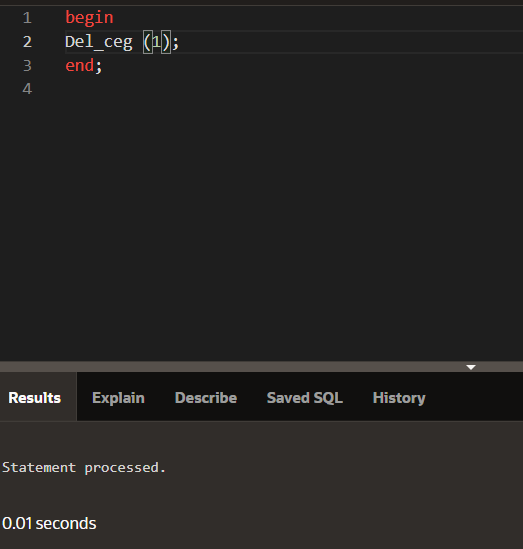 1 begin
2 Del_ceg (1);
3 end;
4
Results Explain Describe Saved SQL History
Statement processed.
0.01 seconds